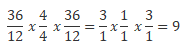 36/12 x 4/4 x 36/12 = 3/1 x 1/1 x 3/1 = 9